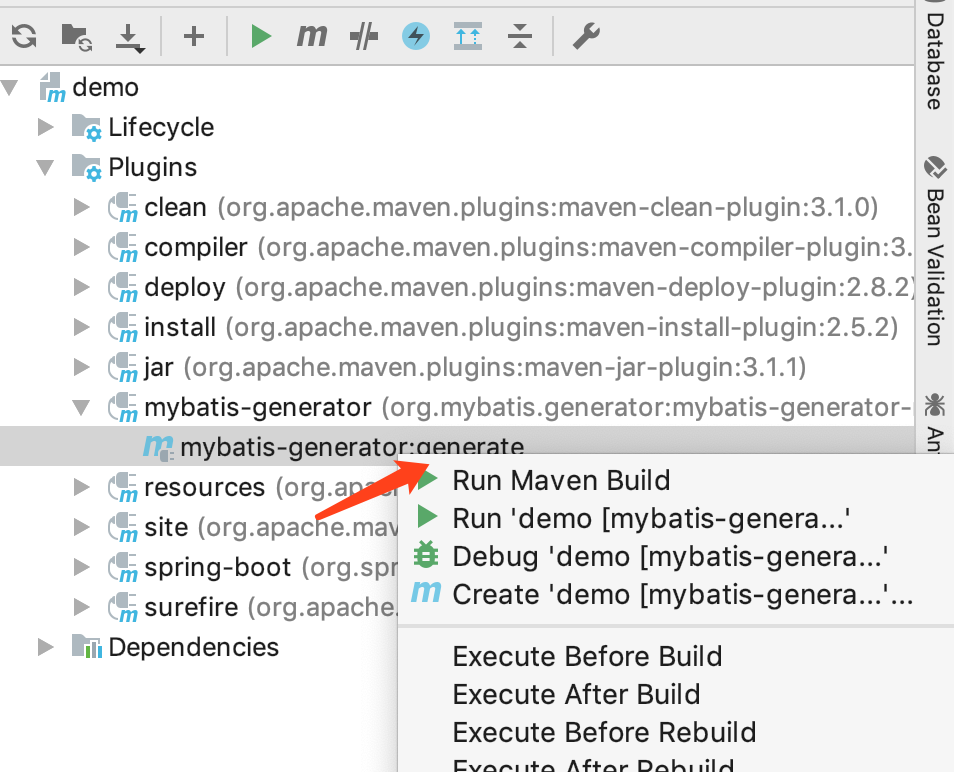 demo
Lifecycle
Plugins
clean (org.apache.maven.plugins:maven-clean-plugin:3.1.0)
compiler (org.apache.maven.plugins:maven-compiler-plugin:3.
deploy (org.apache.maven.plugins:maven-deploy-plugin:2.8.2)
install (org.apache.maven.plugins:maven-install-plugin:2.5.2)
jar (org.apache.maven.plugins:maven-jar-plugin:3.1.1)
mybatis-generator (org.mybatis.generator:mybatis-generator-
mybatis-generator:generate
resources (org.apac
site (org.apache.mav
spring-boot (org.spr
surefire (org.apache.
Dependencies
Run Maven Build
Run 'demo [mybatis-genera...'
Debug 'demo [mybatis-genera...'
Create 'demo [mybatis-genera...'...
Execute Before Build
Execute After Build
Execute Before Rebuild
Execute After Rebuild
Database
Bean Validation
Ant